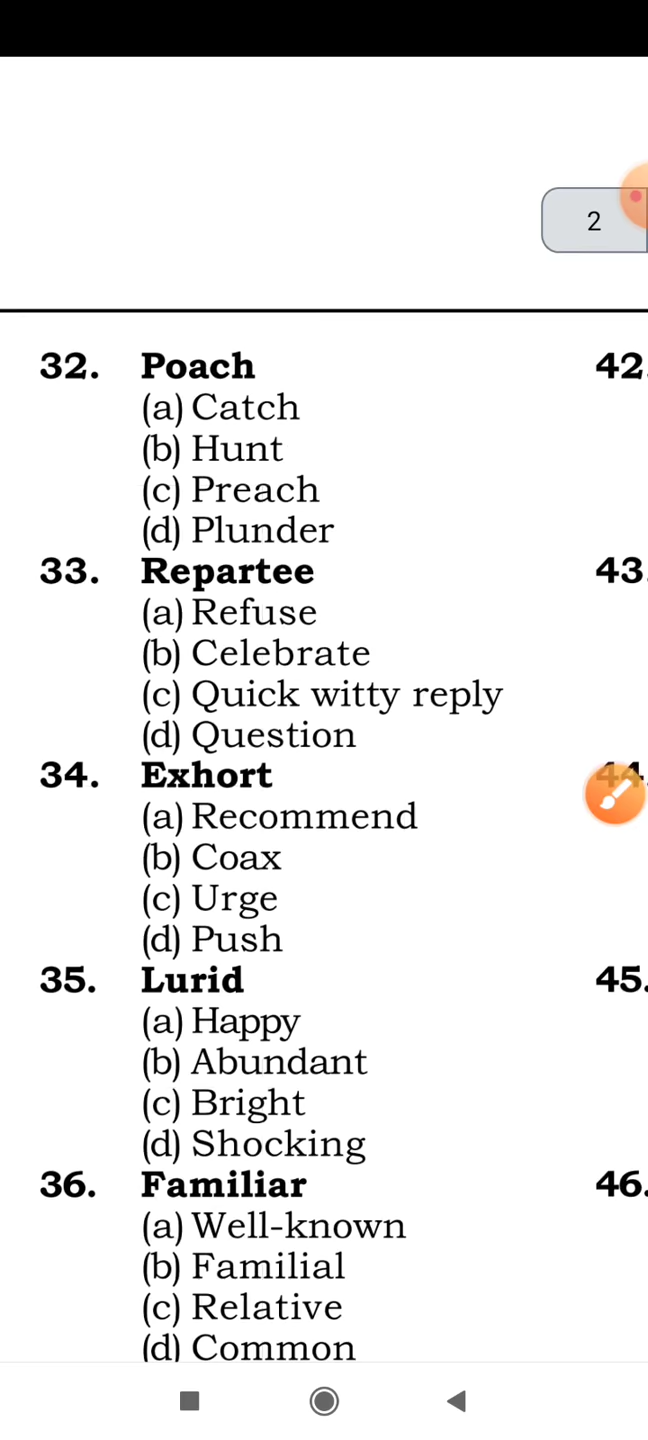 2
32. Poach
42.
(a) Catch
(b) Hunt
(c) Preach
(d) Plunder
33. Repartee
43.
(a) Refuse
(b) Celebrate
(c) Quick witty reply
(d) Question
34. Exhort
44.
(a) Recommend
(b) Coax
(c) Urge
(d) Push
35. Lurid
45.
(a) Happy
(b) Abundant
(c) Bright
(d) Shocking
36. Familiar
46.
(a) Well-known
(b) Familial
(c) Relative
(d) Common